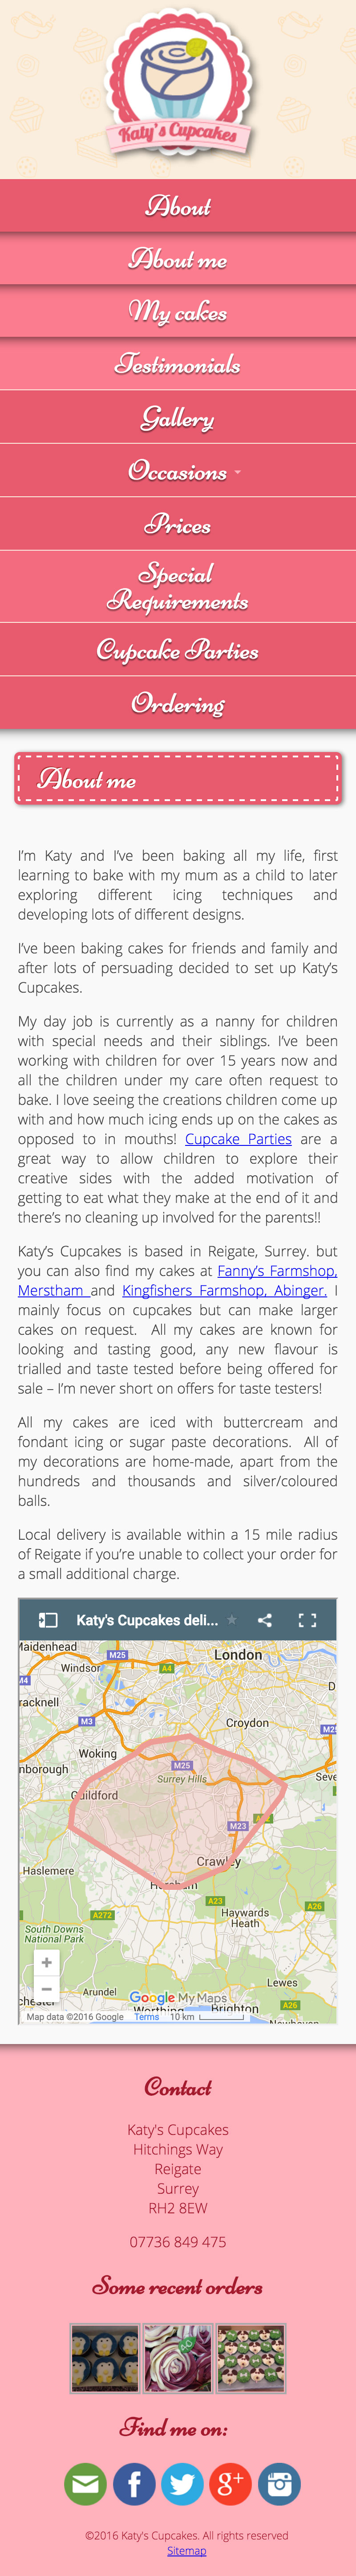 Katy's Cupcakes
About
About me
My cakes
Testimonials
Gallery
Occasions
Prices
Special
Requirements
Cupcake Parties
Ordering
About me
I'm Katy and I've been baking all my life, first
learning to bake with my mum as a child to later
exploring different icing techniques and
developing lots of different designs.
I've been baking cakes for friends and family and
after lots of persuading decided to set up Katy's
Cupcakes.
My day job is currently as a nanny for children
with special needs and their siblings. I've been
working with children for over 15 years now and
all the children under my care often request to
bake. I love seeing the creations children come up
with and how much icing ends up on the cakes as
opposed to in mouths! Cupcake Parties are a
great way to allow children to explore their
creative sides with the added motivation of
getting to eat what they make at the end of it and
there's no cleaning up involved for the parents!!
Katy's Cupcakes is based in Reigate, Surrey. but
you can also find my cakes at Fanny's Farmshop,
Merstham and Kingfishers Farmshop, Abinger. I
mainly focus on cupcakes but can make larger
cakes on request. All my cakes are known for
looking and tasting good, any new flavour is
trialled and taste tested before being offered for
sale – I'm never short on offers for taste testers!
All my cakes are iced with buttercream and
fondant icing or sugar paste decorations. All of
my decorations are home-made, apart from the
hundreds and thousands and silver/coloured
balls.
Local delivery is available within a 15 mile radius
of Reigate if you're unable to collect your order for
a small additional charge.
Katy's Cupcakes deli...
Maidenhead
M25
London
Windsor
A4
M4
racknell
M3
Croydon
M25
Woking
nborough
M25
Seve
Surrey Hills
Guildford
M23
Crawley
Haslemere
Horsham
A23
A272
Haywards
Heath
A26
South Downs
National Park
Lewes
chester
Arundel
Google My Maps
A26
Worthing
Brighton
Newhaven
Map data ©2016 Google
Terms
10 km
Contact
Katy's Cupcakes
Hitchings Way
Reigate
Surrey
RH2 8EW
07736 849 475
Some recent orders
Find me on:
©2016 Katy's Cupcakes. All rights reserved
Sitemap